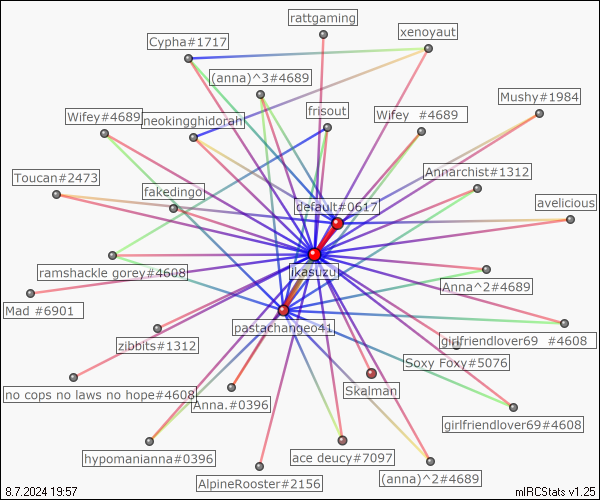 rattgaming
xenoyaut
Cypha#1717
(anna)^3#4689
Mushy#1984
frisout
Wifey#4689
neokingghidorah
Wifey #4689
Annarchist#1312
Toucan#2473
fakedingo
default#0617
avelicious
ramshackle gorey#4608
ikasuzu
Anna^2#4689
Mad #6901
pastachangeo41
zibbits#1312
girlfriendlover69 #4608
Soxy Foxy#5076
no cops no laws no hope#4608
Anna.#0396
Skalman
girlfriendlover69#4608
hypomanianna#0396
ace deucy#7097
AlpineRooster#2156
(anna)^2#4689
8.7.2024 19:57
mIRCStats v1.25